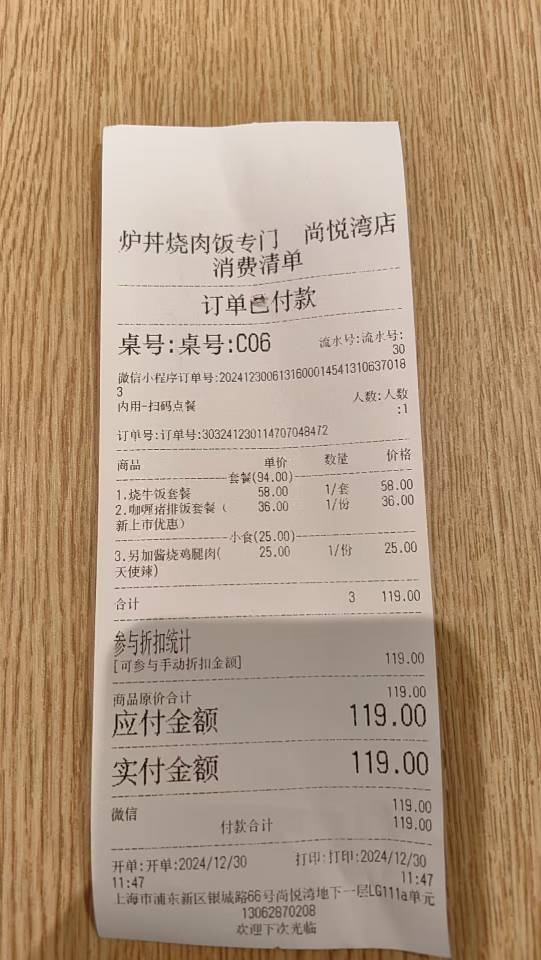 炉丼烧肉饭专门 尚悦湾店
消费清单
订单已付款
桌号:桌号:C06 流水号:流水号:
30
微信小程序订单号:2024123006131600014541310637018
3
内用-扫码点餐 人数:人数
:1
订单号:订单号:303241230114707048472
商品 单价 数量 价格
套餐(94.00)
1.烧牛饭套餐 58.00 1/套 58.00
2.咖喱猪排饭套餐( 36.00 1/份 36.00
新上市优惠)
小食(25.00)
3.另加酱烧鸡腿肉( 25.00 1/份 25.00
天使辣)
合计 3 119.00
参与折扣统计
[可参与手动折扣金额] 119.00
商品原价合计 119.00
应付金额 119.00
实付金额 119.00
微信 119.00
付款合计 119.00
开单:开单:2024/12/30 打印:打印:2024/12/30
11:47 11:47
上海市浦东新区银城路66号尚悦湾地下一层LG111a单元
13062870208
欢迎下次光临